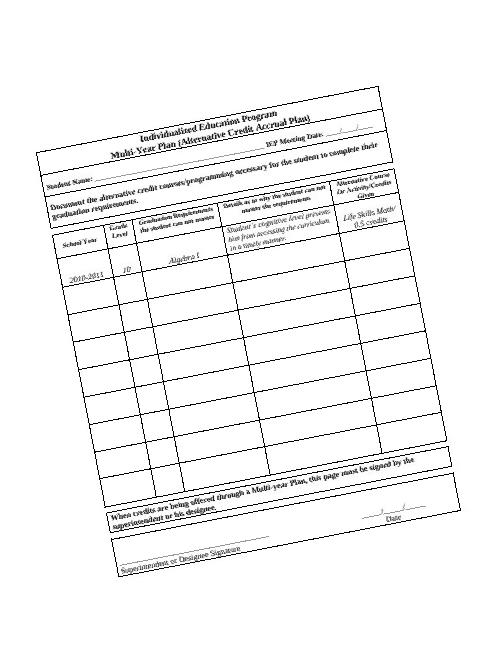 Individualized Education Program
Multi-Year Plan (Alternative Credit Accrual Plan)
Student Name: ______________________ IEP Meeting Date: ___/___/___
Document the alternative credit courses/programming necessary for the student to complete their
graduation requirements.
School Year
Grade
Level
Graduation Requirements
the student can not master
Details as to why the student can not
master the requirements
Alternative Course
Or Activity/Credits
Given
2010-2011
10
Algebra I
Student's cognitive level prevents
him from accessing the curriculum
in a timely manner.
Life Skills Math/
0.5 credits
When credits are being offered through a Multi-year Plan, this page must be signed by the
superintendent or his designee.
___/___/___
Superintendent or Designee Signature
Date